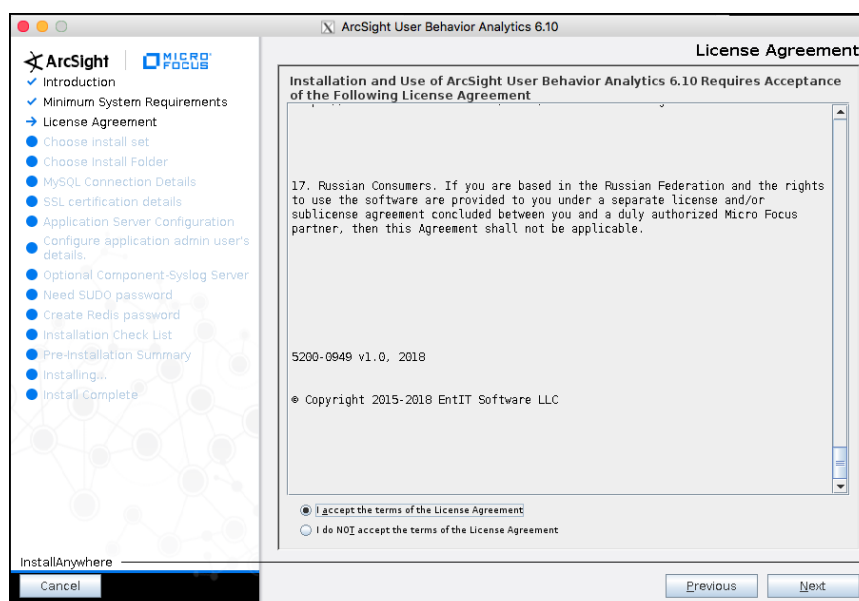 ArcSight User Behavior Analytics 6.10
ArcSight
MICRO FOCUS
Introduction
Minimum System Requirements
License Agreement
Choose install set
Choose Install Folder
MySQL Connection Details
SSL certification details
Application Server Configuration
Configure application admin user's
details.
Optional Component-Syslog Server
Need SUDO password
Create Redis password
Installation Check List
Pre-Installation Summary
Installing...
Install Complete
InstallAnywhere
Cancel
License Agreement
Installation and Use of ArcSight User Behavior Analytics 6.10 Requires Acceptance
of the Following License Agreement
17. Russian Consumers. If you are based in the Russian Federation and the rights
to use the software are provided to you under a separate license and/or
sublicense agreement concluded between you and a duly authorized Micro Focus
partner, then this Agreement shall not be applicable.
5200-0949 v1.0, 2018
© Copyright 2015-2018 EntIT Software LLC
I accept the terms of the License Agreement
I do NOT accept the terms of the License Agreement
Previous
Next